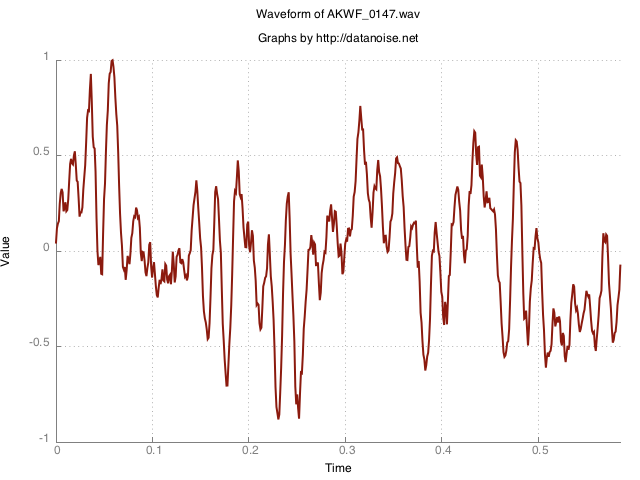 Waveform of AKWF_0147.wav
Graphs by http://datanoise.net
1
0.5
0
-0.5
-1
Value
0 0.1 0.2 0.3 0.4 0.5
Time